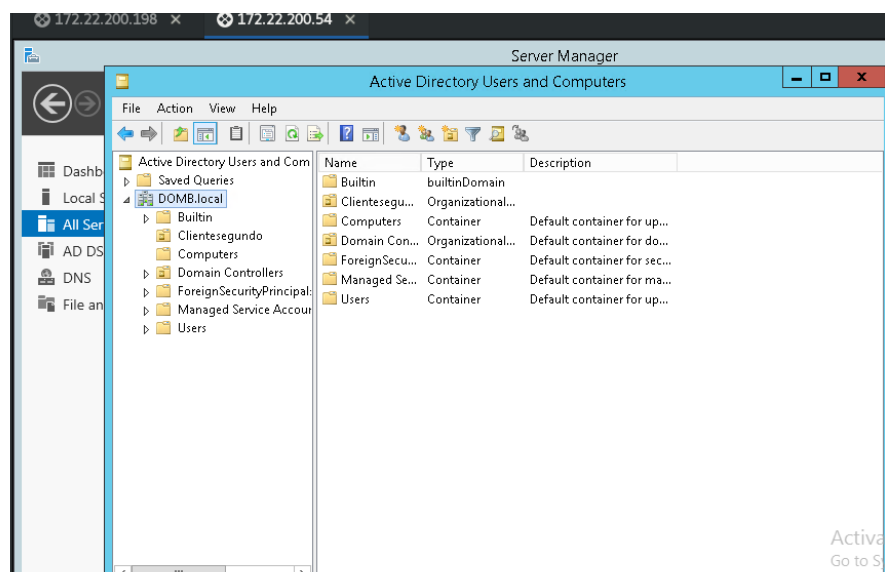 172.22.200.198 × 172.22.200.54 ×
Server Manager
Active Directory Users and Computers
File Action View Help
Dashb
Local S
All Ser
AD DS
DNS
File an
Active Directory Users and Com
Saved Queries
DOMB.local
Builtin
Clientesegundo
Computers
Domain Controllers
ForeignSecurityPrincipal:
Managed Service Accour
Users
Name Type Description
Builtin builtinDomain
Clientesegu... Organizational...
Computers Container Default container for up...
Domain Con... Organizational... Default container for do...
ForeignSecu... Container Default container for sec...
Managed Se... Container Default container for ma...
Users Container Default container for up...
Activa
Go to S